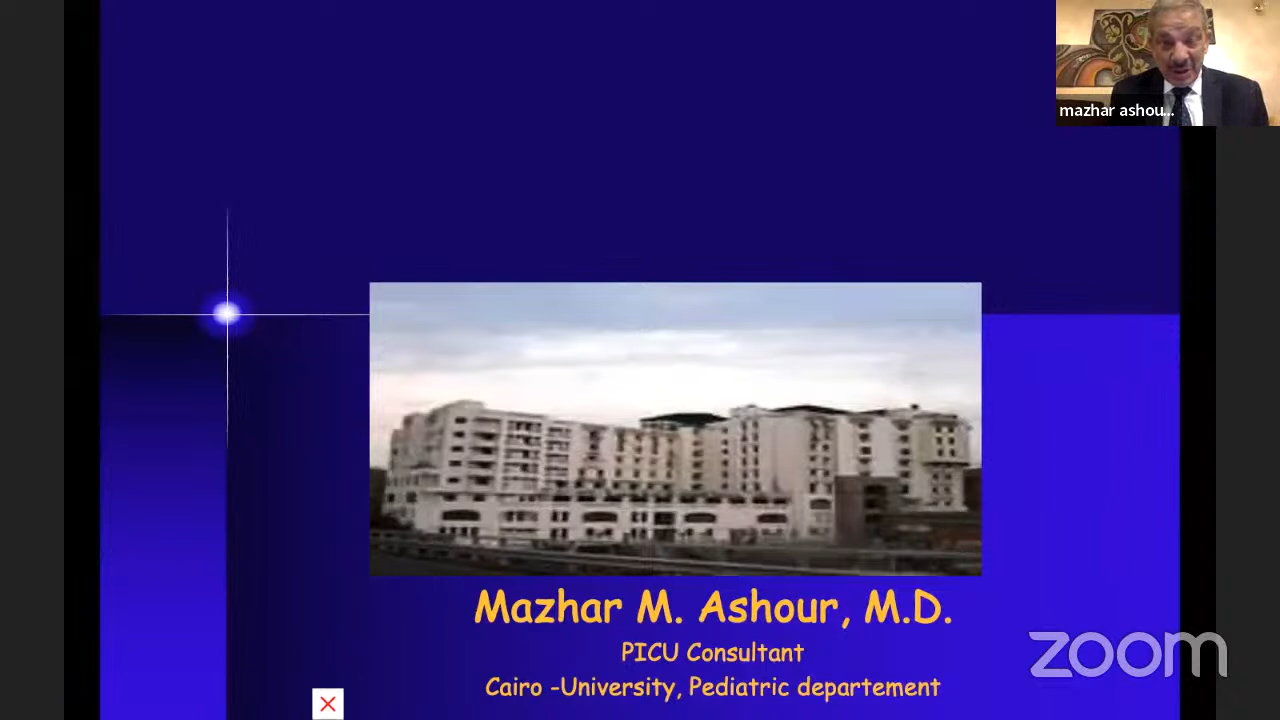 mazhar ashou...
Mazhar M. Ashour, M.D.
PICU Consultant
Cairo -University, Pediatric departement
zoom